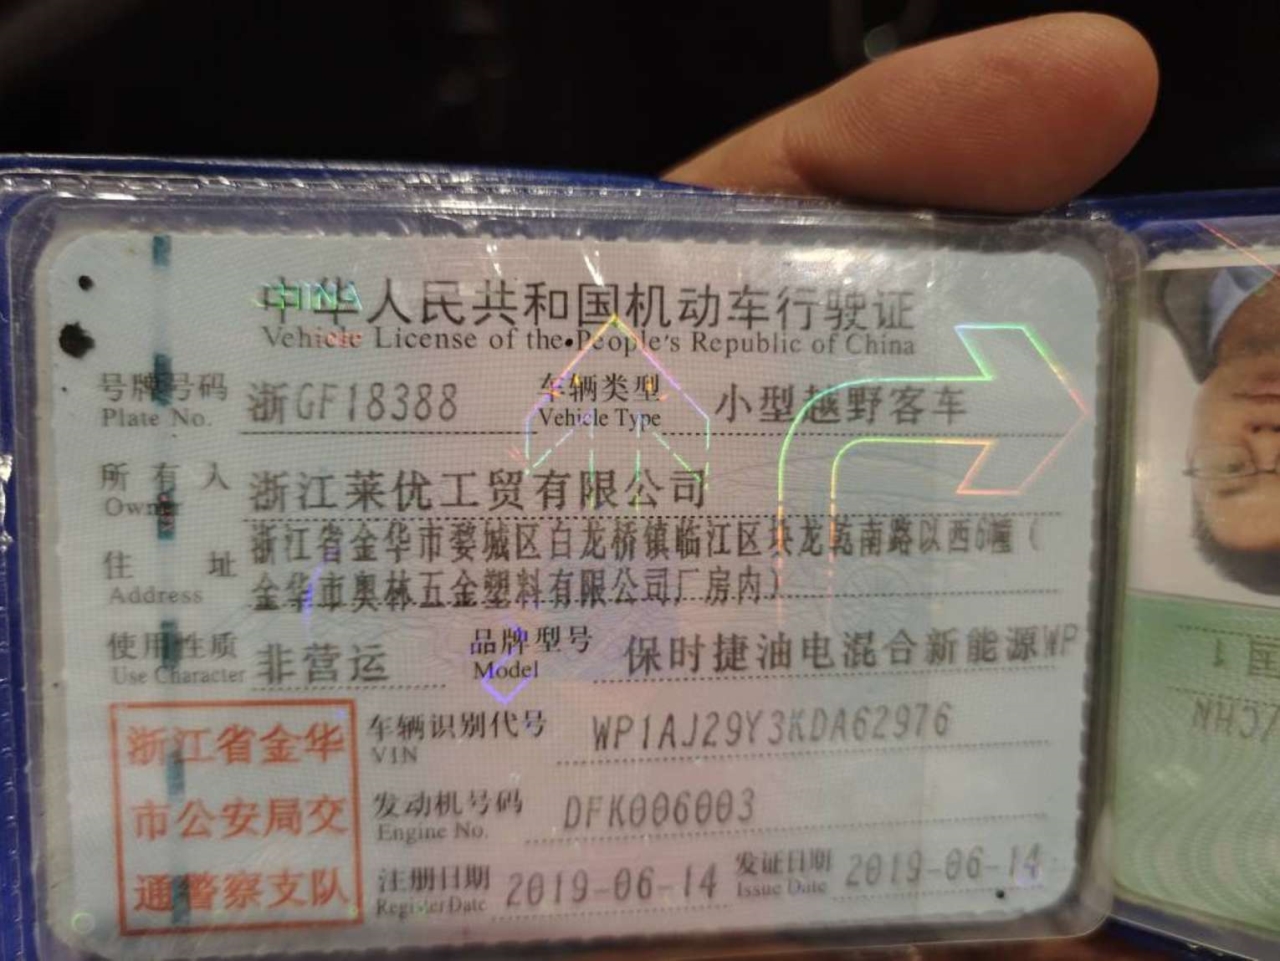 中华人民共和国机动车行驶证
Vehicle License of the People's Republic of China
号牌号码 浙GF18388 车辆类型 小型越野客车
Plate No. Vehicle Type
所有人 浙江莱优工贸有限公司
Owner
住址 浙江省金华市婺城区白龙桥镇临江区块龙乾南路以西6幢(
Address 金华市奥林五金塑料有限公司厂房内)
使用性质 非营运 品牌型号 保时捷油电混合新能源WP
Use Character Model
浙江省金华
市公安局交
通警察支队
车辆识别代号 WP1AJ29Y3KDA62976
VIN
发动机号码 DFK006003
Engine No.
注册日期 2019-06-14 发证日期 2019-06-14
Register Date Issue Date
CHINA
国 1
/CHN